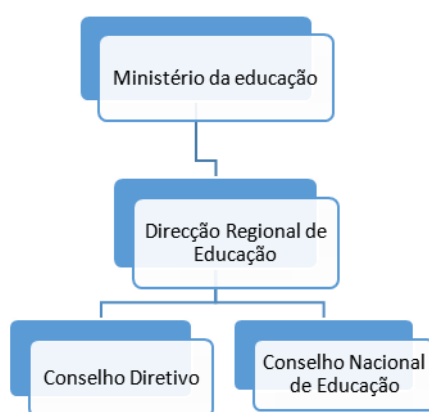 Ministério da educação
Direcção Regional de
Educação
Conselho Diretivo
Conselho Nacional
de Educação